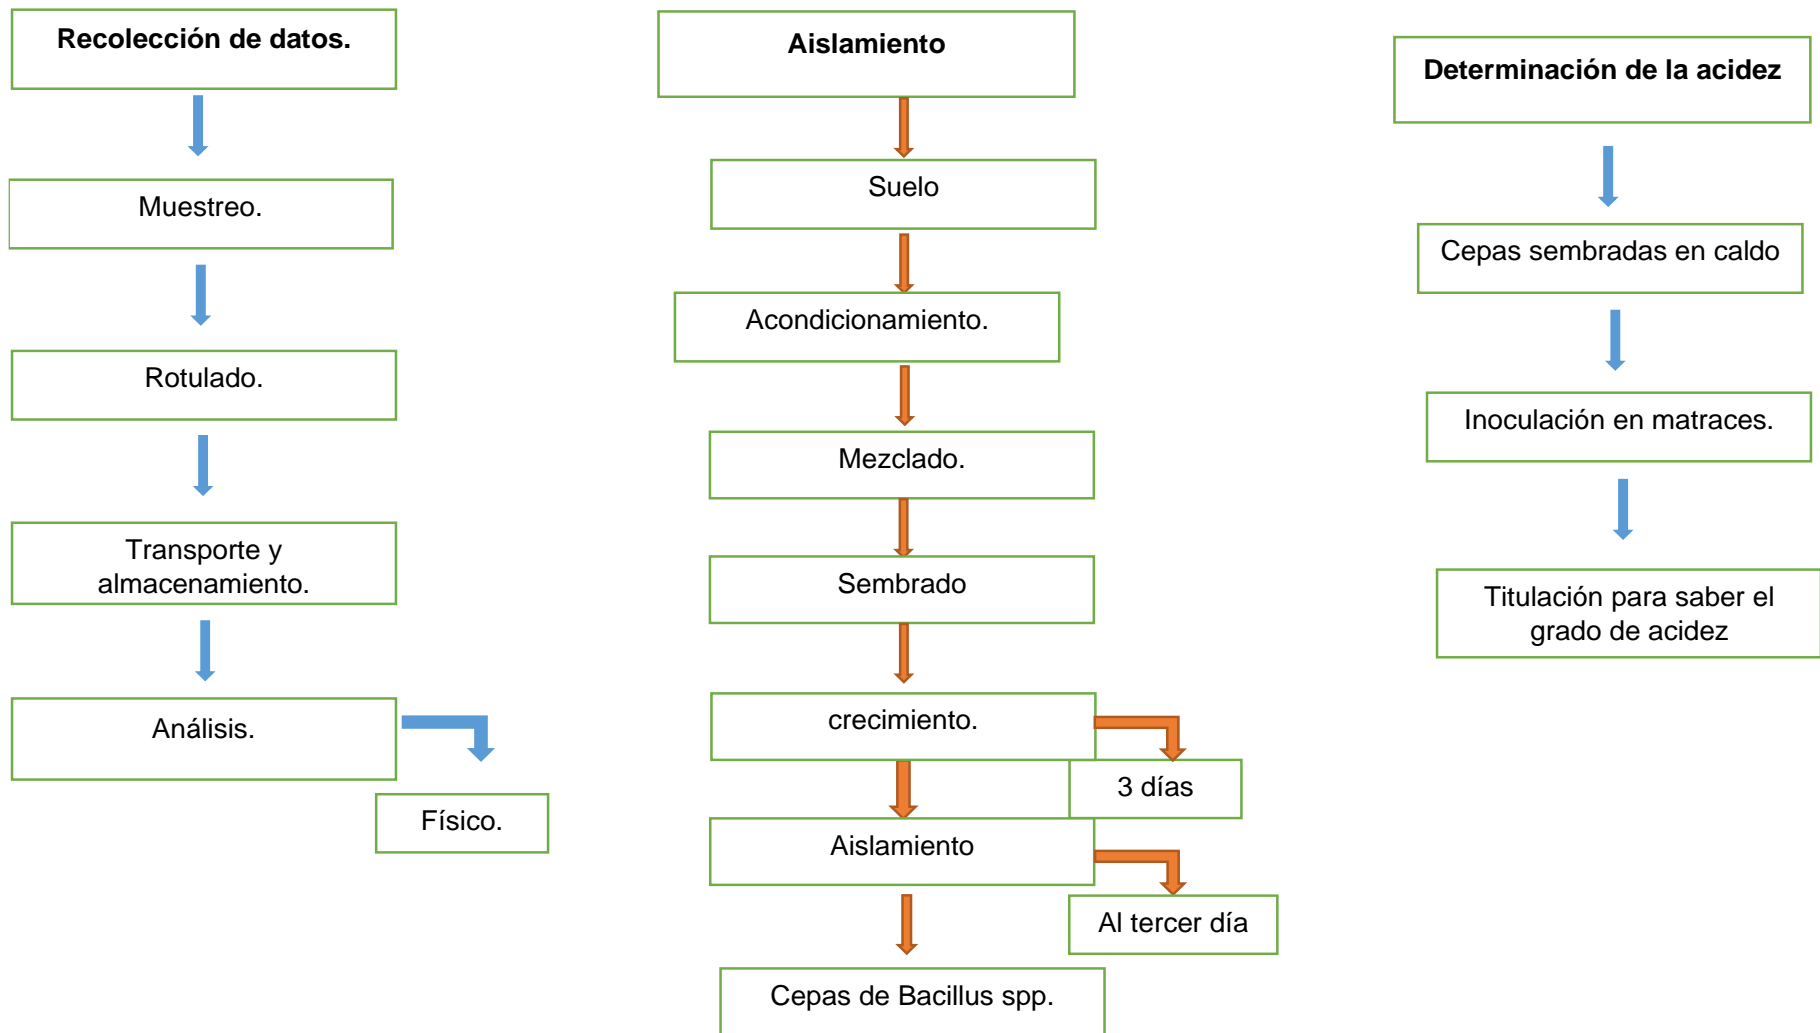 Recolección de datos.
Muestreo.
Rotulado.
Transporte y
almacenamiento.
Análisis.
Físico.
Aislamiento
Suelo
Acondicionamiento.
Mezclado.
Sembrado
crecimiento.
3 días
Aislamiento
Al tercer día
Cepas de Bacillus spp.
Determinación de la acidez
Cepas sembradas en caldo
Inoculación en matraces.
Titulación para saber el
grado de acidez